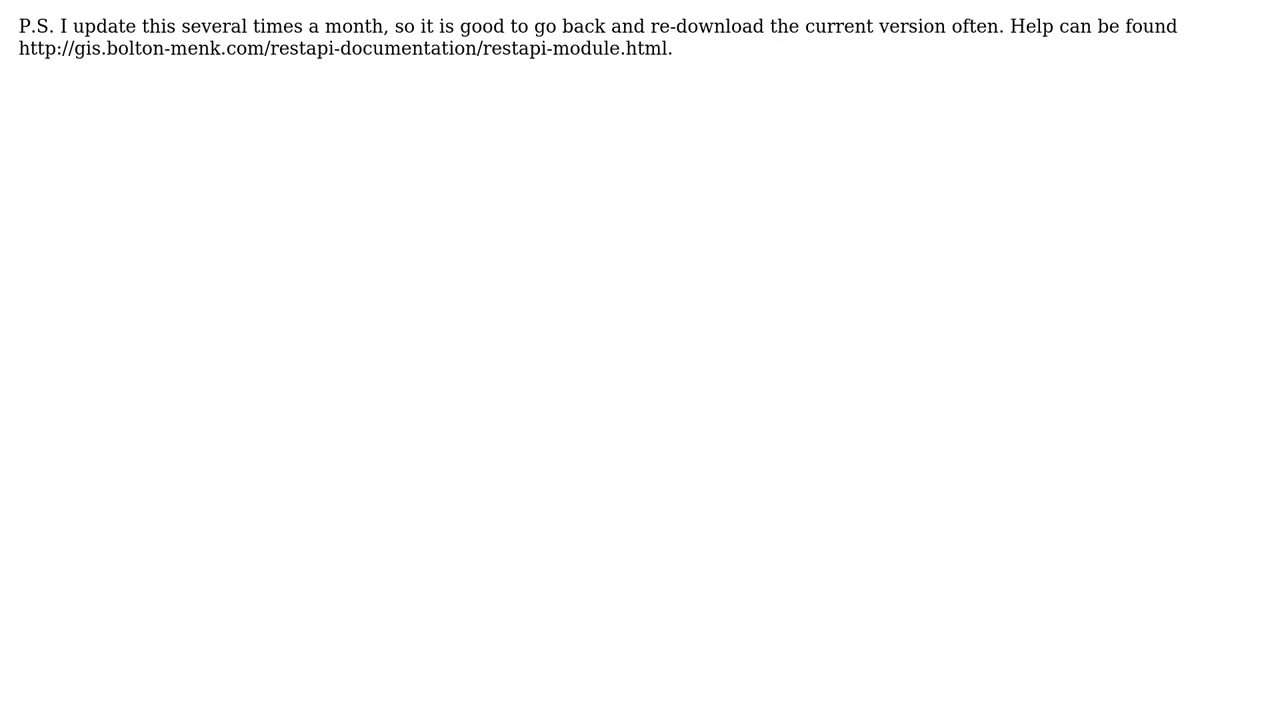 P.S. I update this several times a month, so it is good to go back and re-download the current version often. Help can be found
http://gis.bolton-menk.com/restapi-documentation/restapi-module.html.